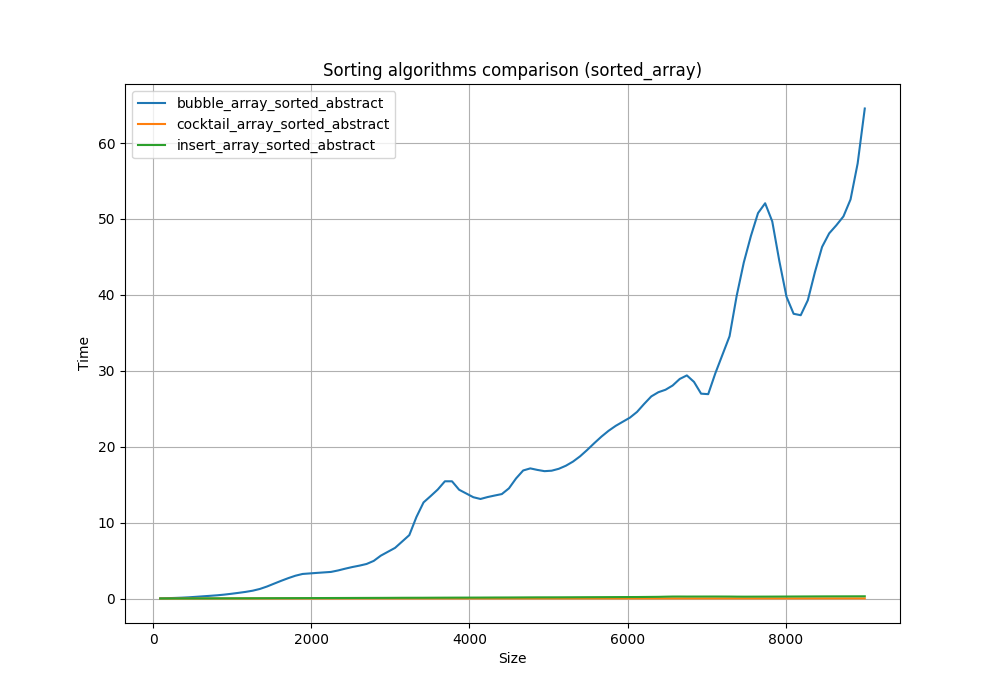 Sorting algorithms comparison (sorted_array)
bubble_array_sorted_abstract
cocktail_array_sorted_abstract
insert_array_sorted_abstract
Time
60
50
40
30
20
10
0
0 2000 4000 6000 8000
Size